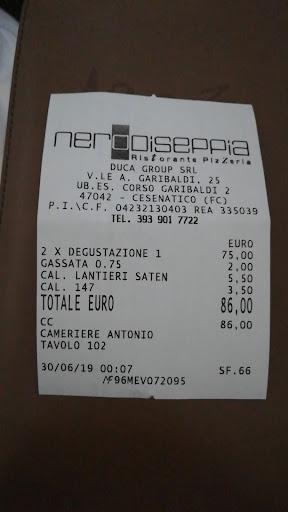 nerodiseppia
Ristorante Pizzeria
DUCA GROUP SRL
V.LE A. GARIBALDI, 25
UB.ES. CORSO GARIBALDI 2
47042 - CESENATICO (FC)
P.I.\C.F. 04232130403 REA 335039
TEL. 393 901 7722
EURO
2 X DEGUSTAZIONE 1 75,00
GASSATA 0.75 2,00
CAL. LANTIERI SATEN 5,50
CAL. 147 3,50
TOTALE EURO 86,00
CC 86,00
CAMERIERE ANTONIO
TAVOLO 102
30/06/19 00:07 SF.66
MF96MEV072095